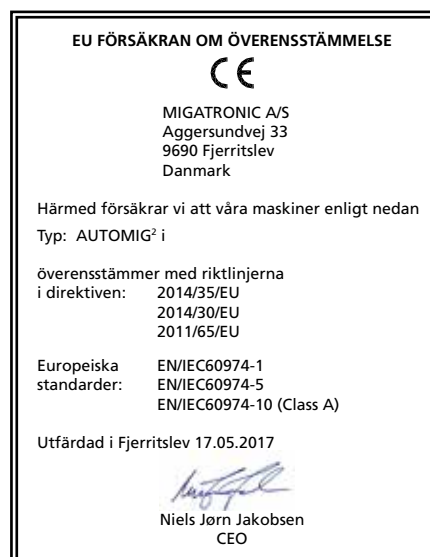 EU FÖRSÄKRAN OM ÖVERENSSTÄMMELSE
CE
MIGATRONIC A/S
Aggersundvej 33
9690 Fjerritslev
Danmark
Härmed försäkrar vi att våra maskiner enligt nedan
Typ: AUTOMIG² i
överensstämmer med riktlinjerna
i direktiven: 2014/35/EU
2014/30/EU
2011/65/EU
Europeiska EN/IEC60974-1
standarder: EN/IEC60974-5
EN/IEC60974-10 (Class A)
Utfärdad i Fjerritslev 17.05.2017
Niels Jørn Jakobsen
CEO